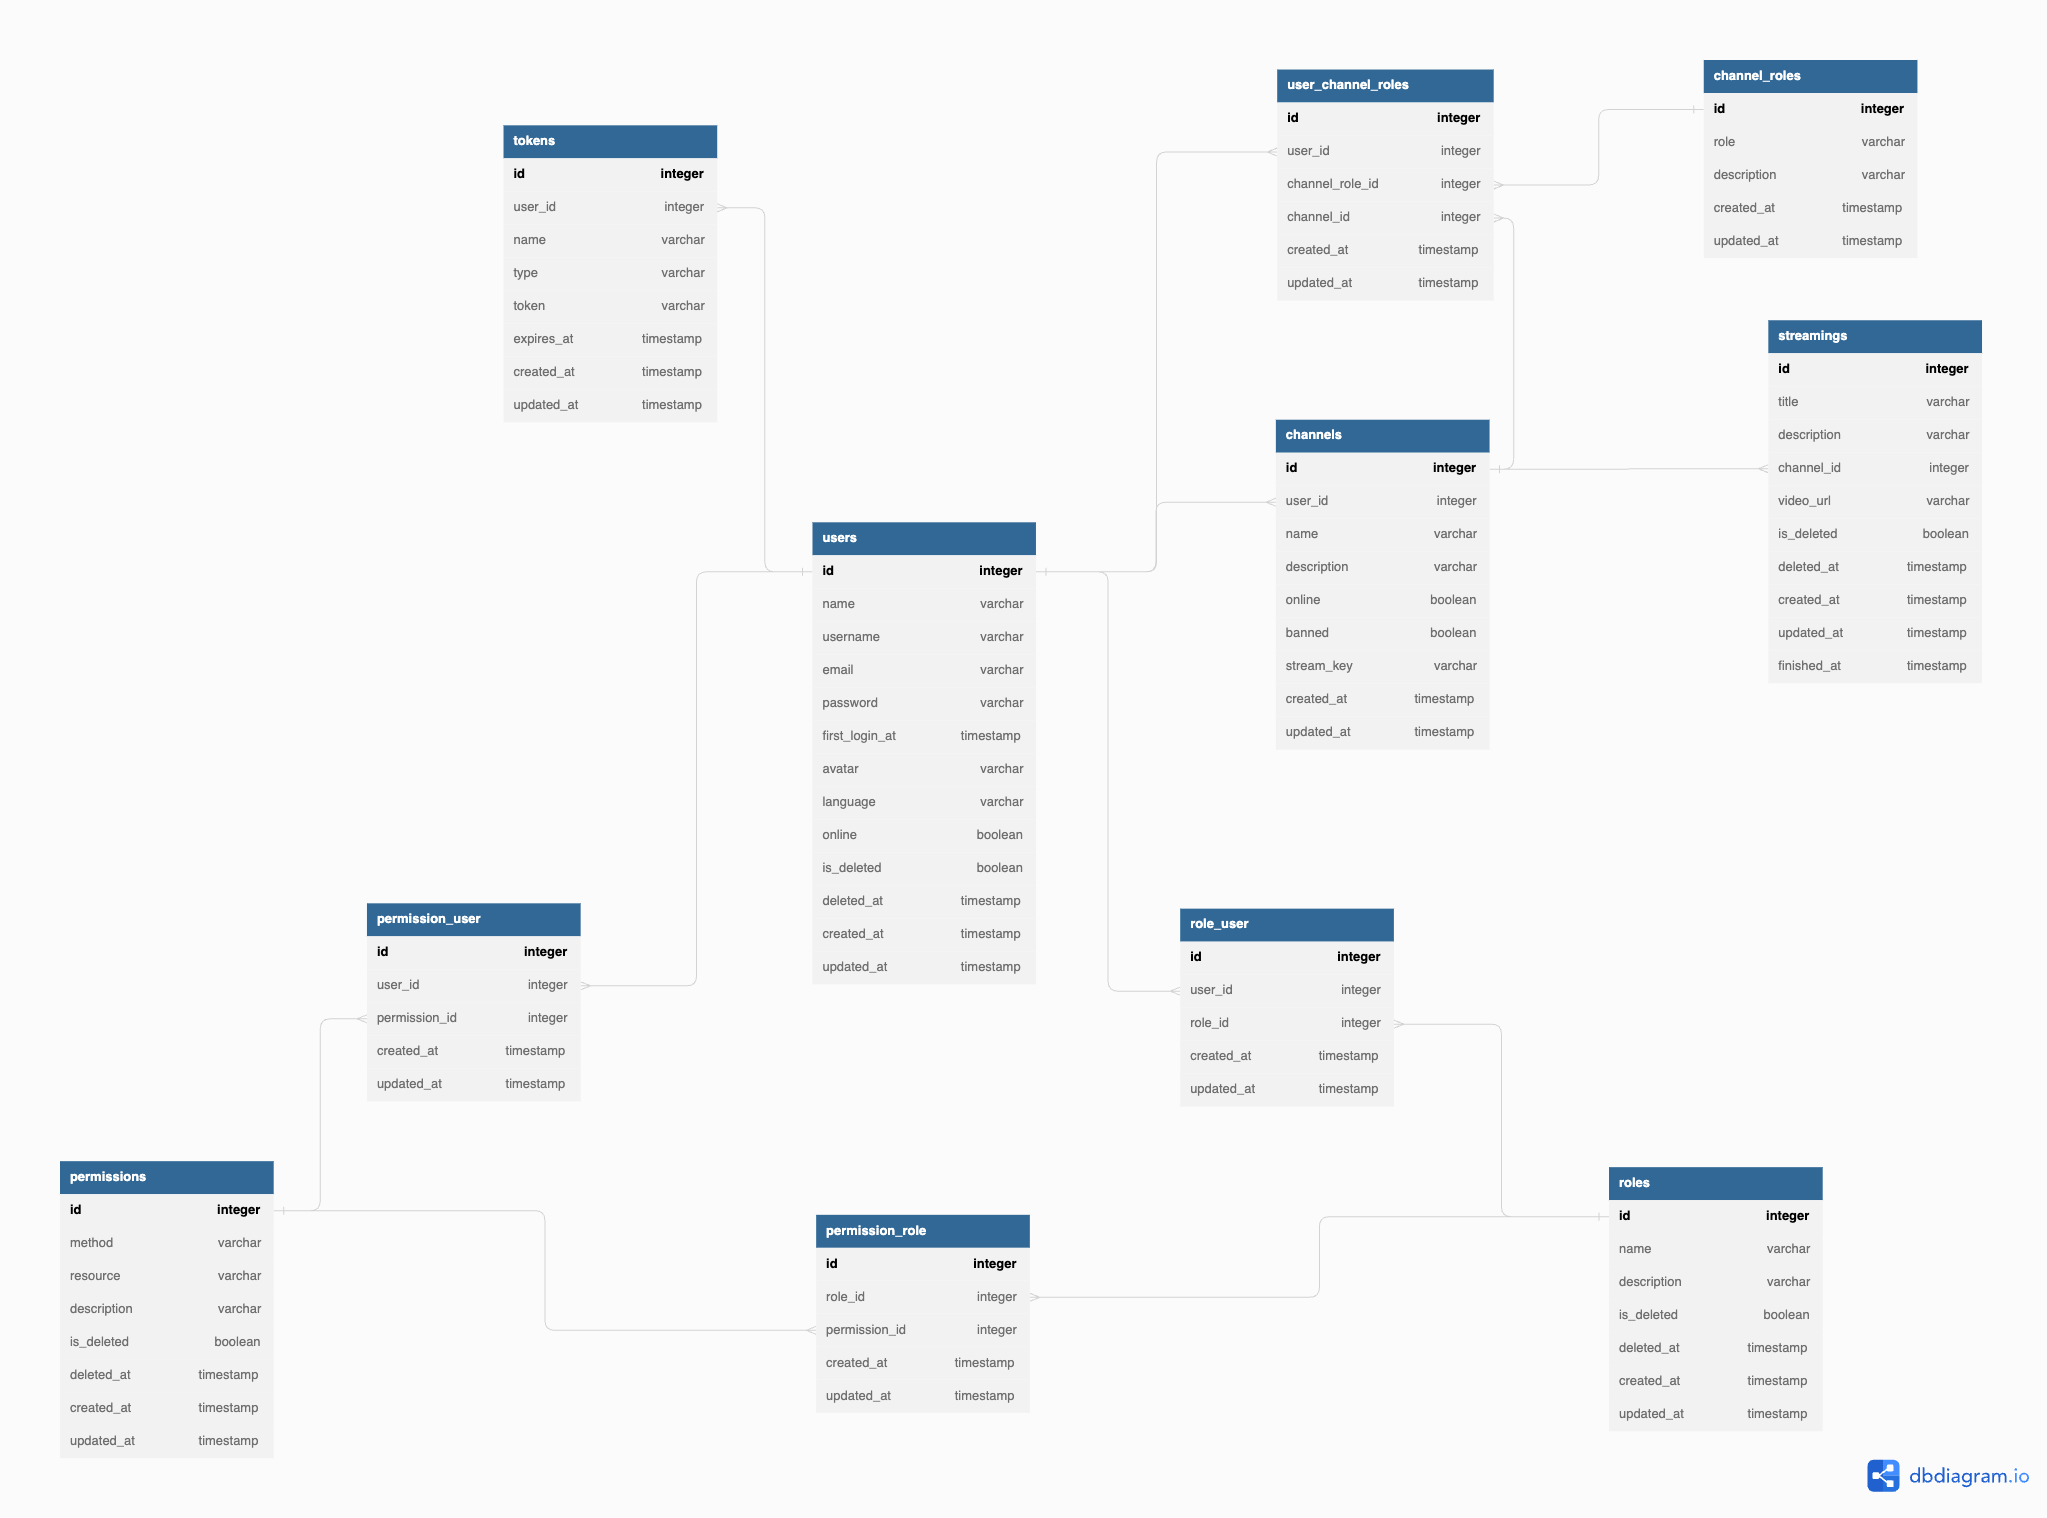 tokens
id integer
user_id integer
name varchar
type varchar
token varchar
expires_at timestamp
created_at timestamp
updated_at timestamp
user_channel_roles
id integer
user_id integer
channel_role_id integer
channel_id integer
created_at timestamp
updated_at timestamp
channel_roles
id integer
role varchar
description varchar
created_at timestamp
updated_at timestamp
streamings
id integer
title varchar
description varchar
channel_id integer
video_url varchar
is_deleted boolean
deleted_at timestamp
created_at timestamp
updated_at timestamp
finished_at timestamp
channels
id integer
user_id integer
name varchar
description varchar
online boolean
banned boolean
stream_key varchar
created_at timestamp
updated_at timestamp
users
id integer
name varchar
username varchar
email varchar
password varchar
first_login_at timestamp
avatar varchar
language varchar
online boolean
is_deleted boolean
deleted_at timestamp
created_at timestamp
updated_at timestamp
permission_user
id integer
user_id integer
permission_id integer
created_at timestamp
updated_at timestamp
role_user
id integer
user_id integer
role_id integer
created_at timestamp
updated_at timestamp
permissions
id integer
method varchar
resource varchar
description varchar
is_deleted boolean
deleted_at timestamp
created_at timestamp
updated_at timestamp
permission_role
id integer
role_id integer
permission_id integer
created_at timestamp
updated_at timestamp
roles
id integer
name varchar
description varchar
is_deleted boolean
deleted_at timestamp
created_at timestamp
updated_at timestamp
dbdiagram.io